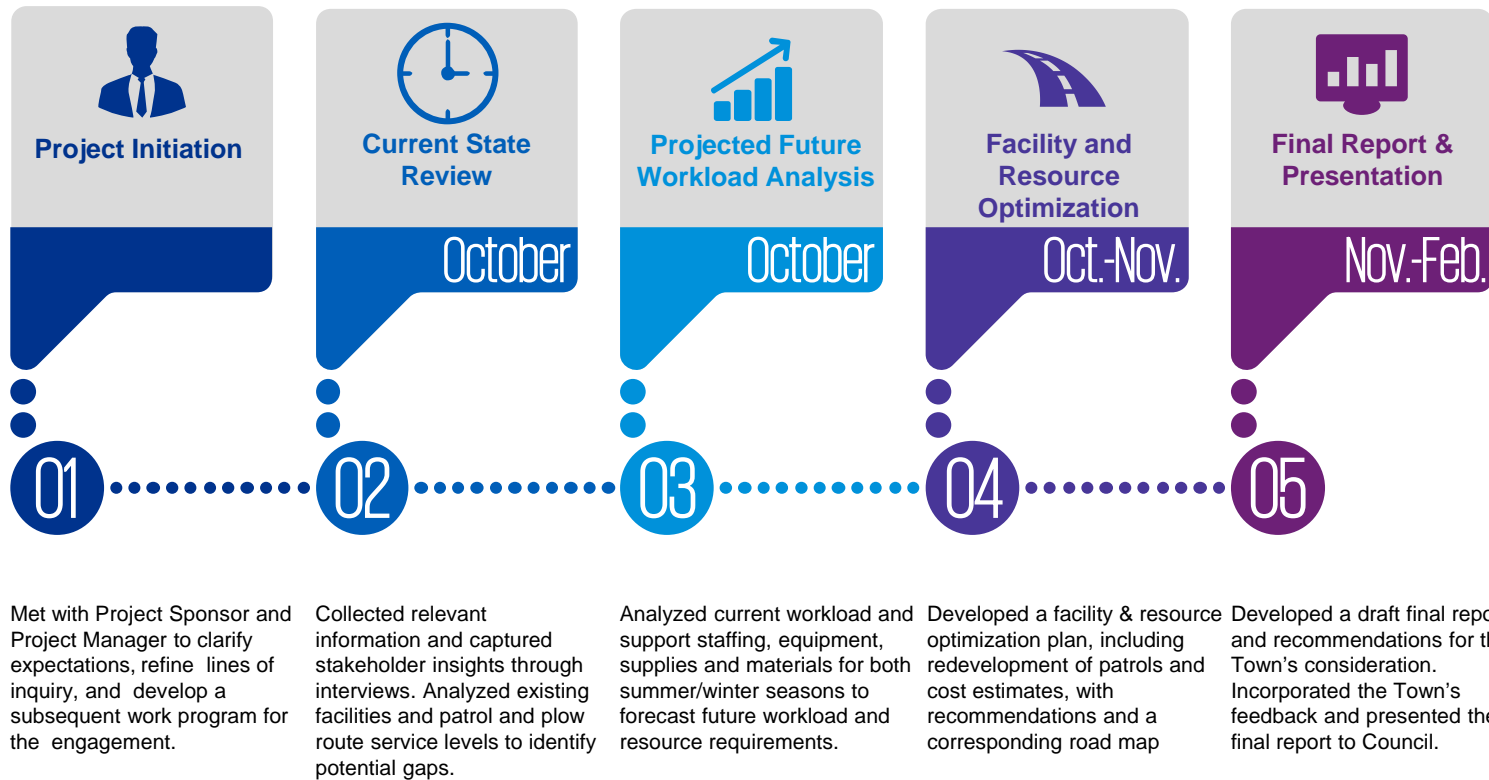 Project Initiation
Current State
Review
October
Projected Future
Workload Analysis
October
Facility and
Resource
Optimization
Oct.-Nov.
Final Report &
Presentation
Nov.-Feb.
01
02
03
04
05
Met with Project Sponsor and
Project Manager to clarify
expectations, refine lines of
inquiry, and develop a
subsequent work program for
the engagement.
Collected relevant
information and captured
stakeholder insights through
interviews. Analyzed existing
facilities and patrol and plow
route service levels to identify
potential gaps.
Analyzed current workload and
support staffing, equipment,
supplies and materials for both
summer/winter seasons to
forecast future workload and
resource requirements.
Developed a facility & resource
optimization plan, including
redevelopment of patrols and
cost estimates, with
recommendations and a
corresponding road map
Developed a draft final
and recommendations for
Town's consideration.
Incorporated the Town's
feedback and presented
final report to Council.